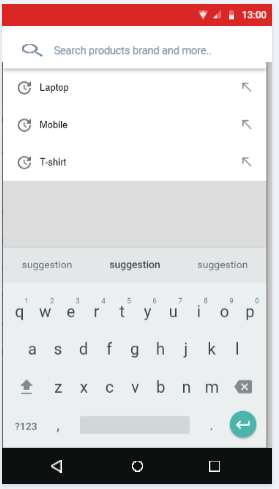 13:00
Search products brand and more..
Laptop
Mobile
T-shirt
suggestion suggestion suggestion
1 2 3 4 5 6 7 8 9 0
q w e r t y u i o p
a s d f g h j k l
z x c v b n m
?123 , .